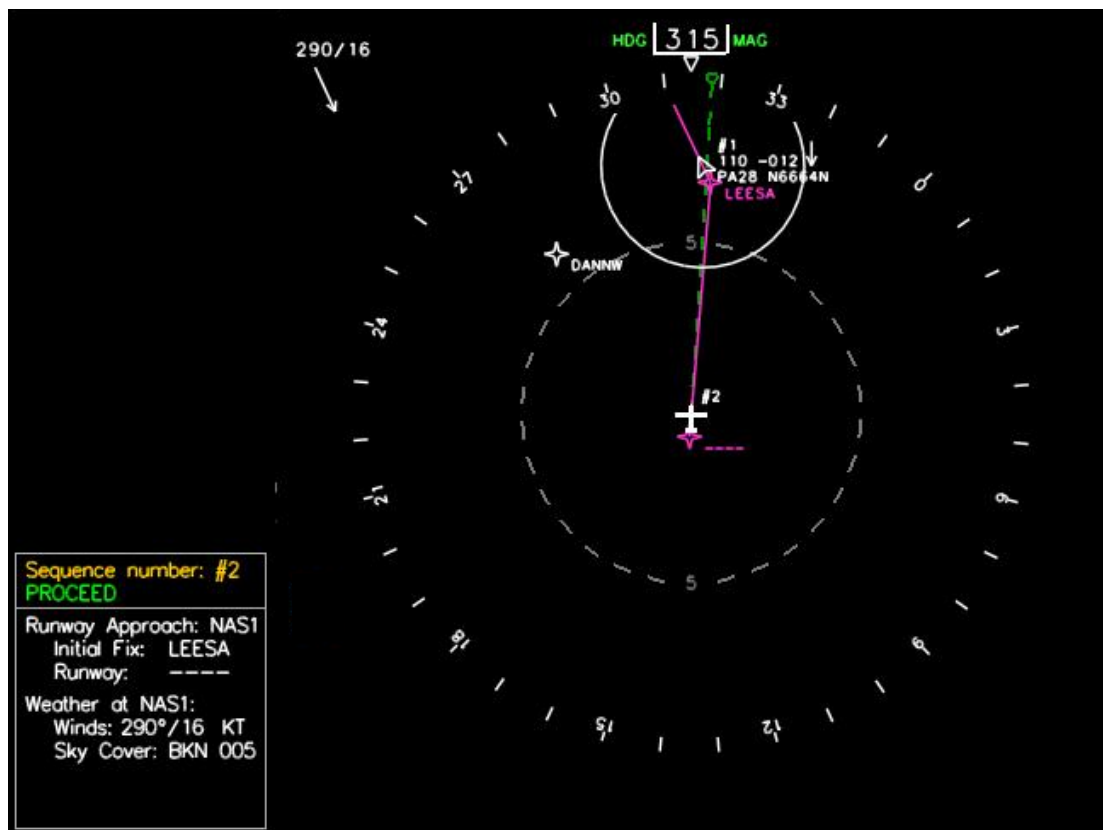 290/16
HDG 315 MAG
30
33
#1
110 -012
PA28 N6664N
LEESA
27
0
5
DANNW
24
3
#2
----
21
6
5
Sequence number: #2
PROCEED
Runway Approach: NAS1
Initial Fix: LEESA
Runway: ----
Weather at NAS1:
Winds: 290°/16 KT
Sky Cover: BKN 005
18
9
15
12